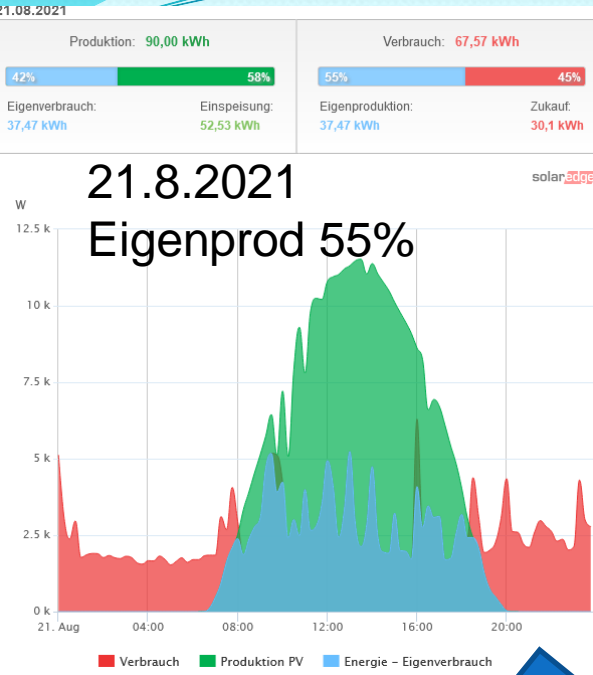 21.08.2021
Produktion: 90,00 kWh
Verbrauch: 67,57 kWh
42% 58%
55% 45%
Eigenverbrauch: Einspeisung:
37,47 kWh 52,53 kWh
Eigenproduktion: Zukauf:
37,47 kWh 30,1 kWh
21.8.2021
Eigenprod 55%
solaredge
W
12.5 k
10 k
7.5 k
5 k
2.5 k
0 k
21. Aug 04:00 08:00 12:00 16:00 20:00
Verbrauch Produktion PV Energie - Eigenverbrauch